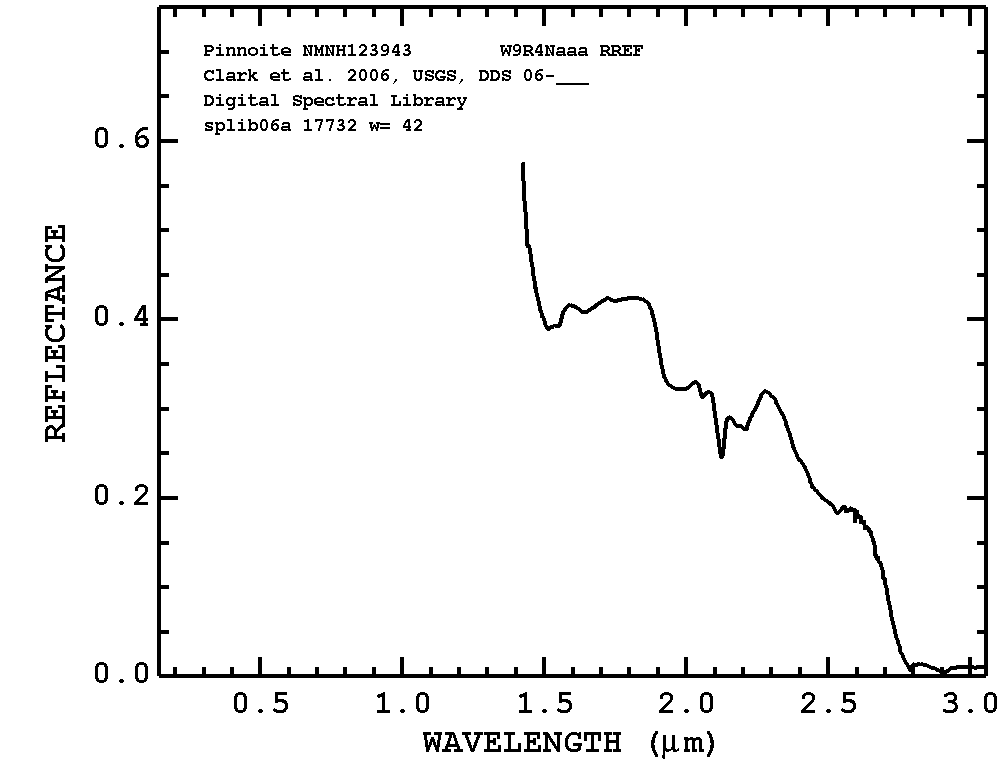 Pinnoite NMNH123943 W9R4Naaa RREF
Clark et al. 2006, USGS, DDS 06-___
Digital Spectral Library
splib06a 17732 w= 42
0.6
0.4
0.2
0.0
REFLECTANCE
0.5 1.0 1.5 2.0 2.5 3.0
WAVELENGTH (μm)